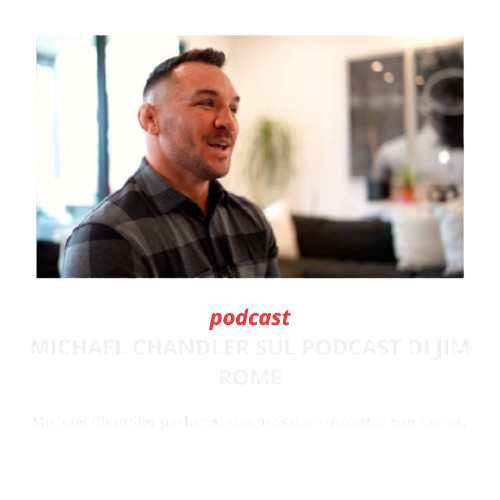 podcast
MICHAEL CHANDLER SUL PODCAST DI JIM
ROME
Michael Chandler parla del suo prossimo incontro con Conor,